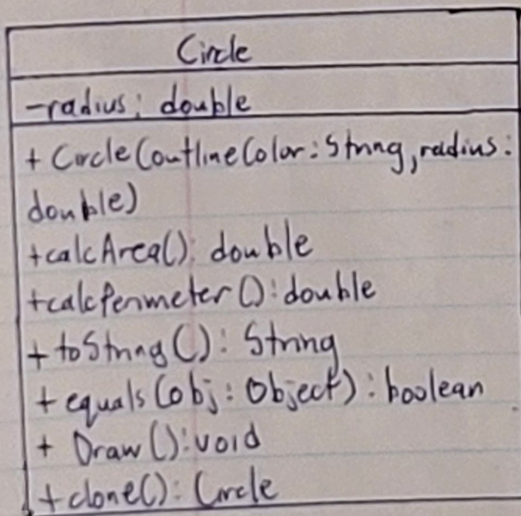 Circle
-radius: double
+ Circle(outlineColor: String, radius:
double)
+calcArea(): double
+calcPerimeter(): double
+ toString(): String
+ equals(obj: Object): boolean
+ Draw(): void
+clone(): Circle